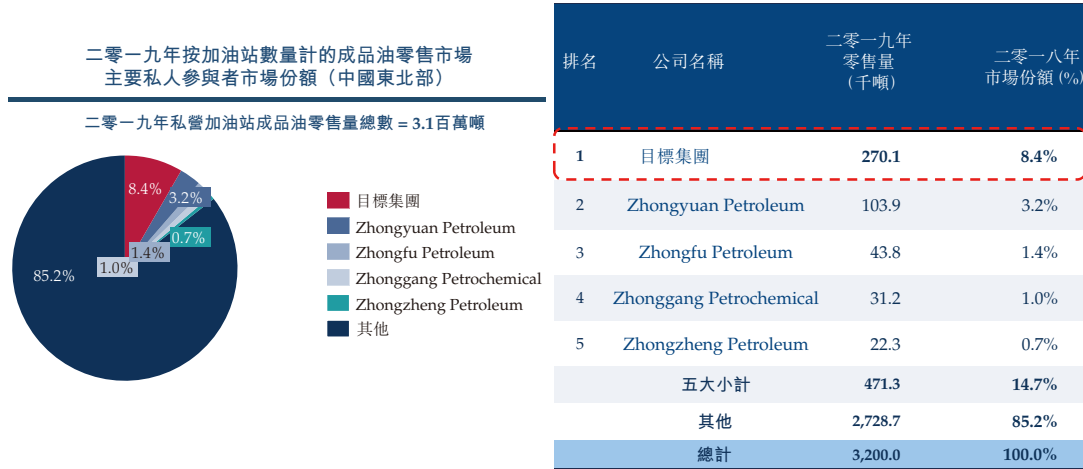 二零一九年按加油站數量計的成品油零售市場
主要私人參與者市場份額（中國東北部）
二零一九年私營加油站成品油零售量總數 = 3.1百萬噸
8.4%
3.2%
0.7%
1.4%
1.0%
85.2%
目標集團
Zhongyuan Petroleum
Zhongfu Petroleum
Zhonggang Petrochemical
Zhongzheng Petroleum
其他
排名 公司名稱 二零一九年零售量（千噸） 二零一八年市場份額 (%)
1 目標集團 270.1 8.4%
2 Zhongyuan Petroleum 103.9 3.2%
3 Zhongfu Petroleum 43.8 1.4%
4 Zhonggang Petrochemical 31.2 1.0%
5 Zhongzheng Petroleum 22.3 0.7%
五大小計 471.3 14.7%
其他 2,728.7 85.2%
總計 3,200.0 100.0%